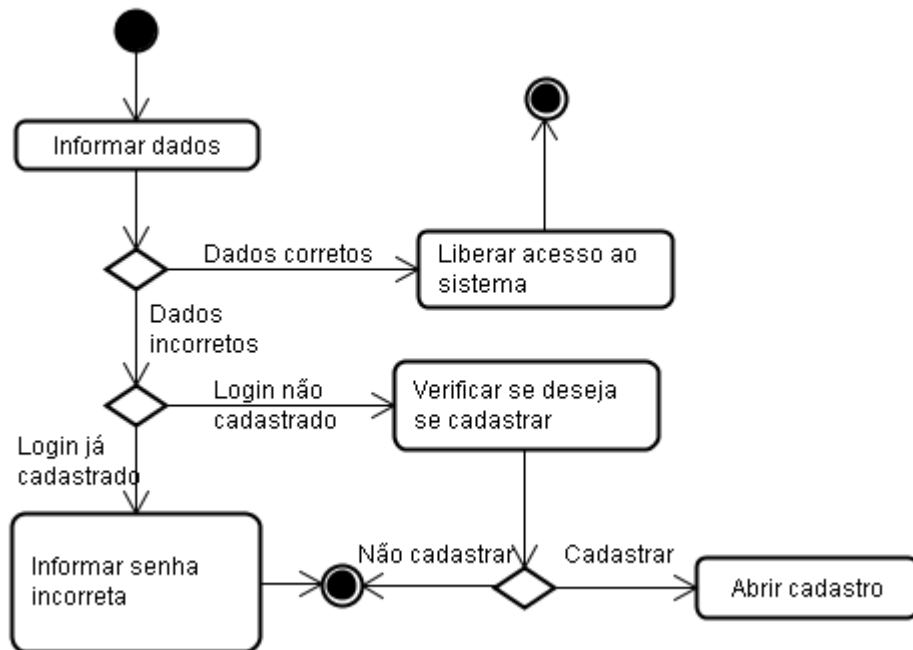 Informar dados
Dados corretos
Liberar acesso ao
sistema
Dados
incorretos
Login não
cadastrado
Verificar se deseja
se cadastrar
Login já
cadastrado
Informar senha
incorreta
Não cadastrar
Cadastrar
Abrir cadastro